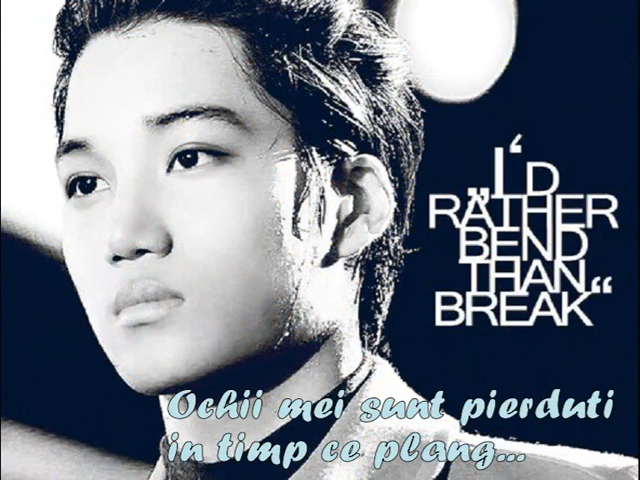 „I‘D
RATHER
BEND
THAN
BREAK“
Ochii mei sunt pierduti
in timp ce plang...